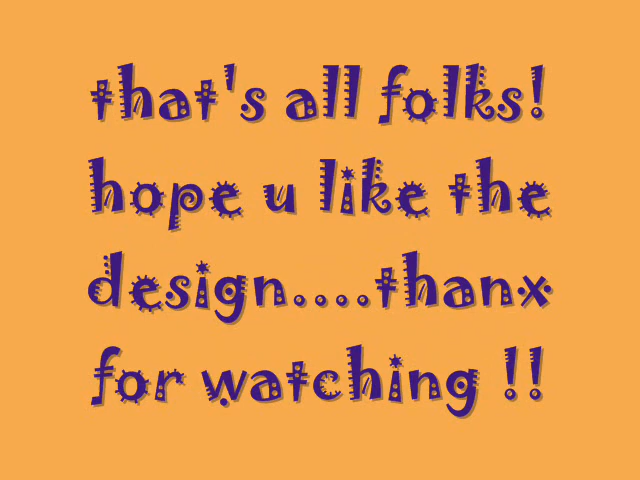 that's all folks!
hope u like the
design....thanx
for watching !!